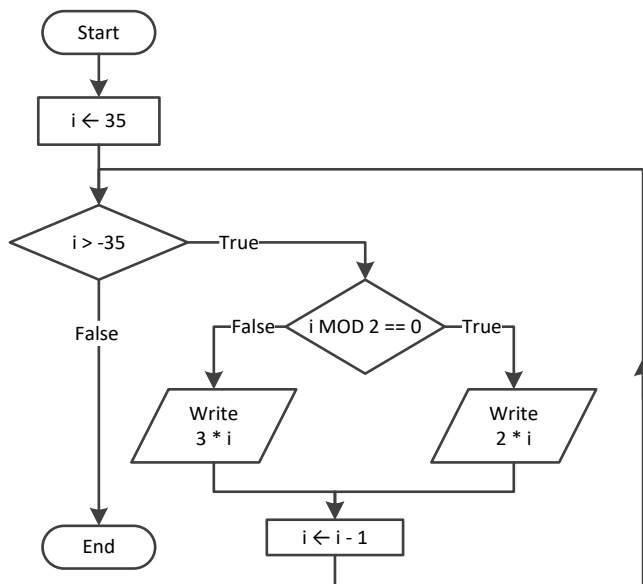 Start
i ← 35
i > -35
True
False
i MOD 2 == 0
False
True
Write
3 * i
Write
2 * i
i ← i - 1
End